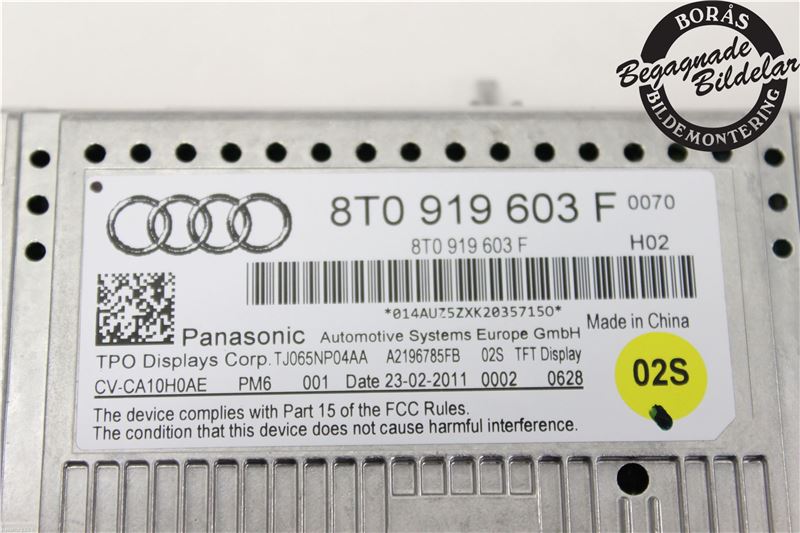 BORÅS
Begagnade
Bildelar
BILDEMONTERING
8T0 919 603 F 0070
8T0 919 603 F H02
*014AUZ5ZXK20357150*
Panasonic Automotive Systems Europe GmbH
Made in China
TPO Displays Corp. TJ065NP04AA A2196785FB 02S TFT Display
CV-CA10H0AE PM6 001 Date 23-02-2011 0002 0628
02S
The device complies with Part 15 of the FCC Rules.
The condition that this device does not cause harmful interference.